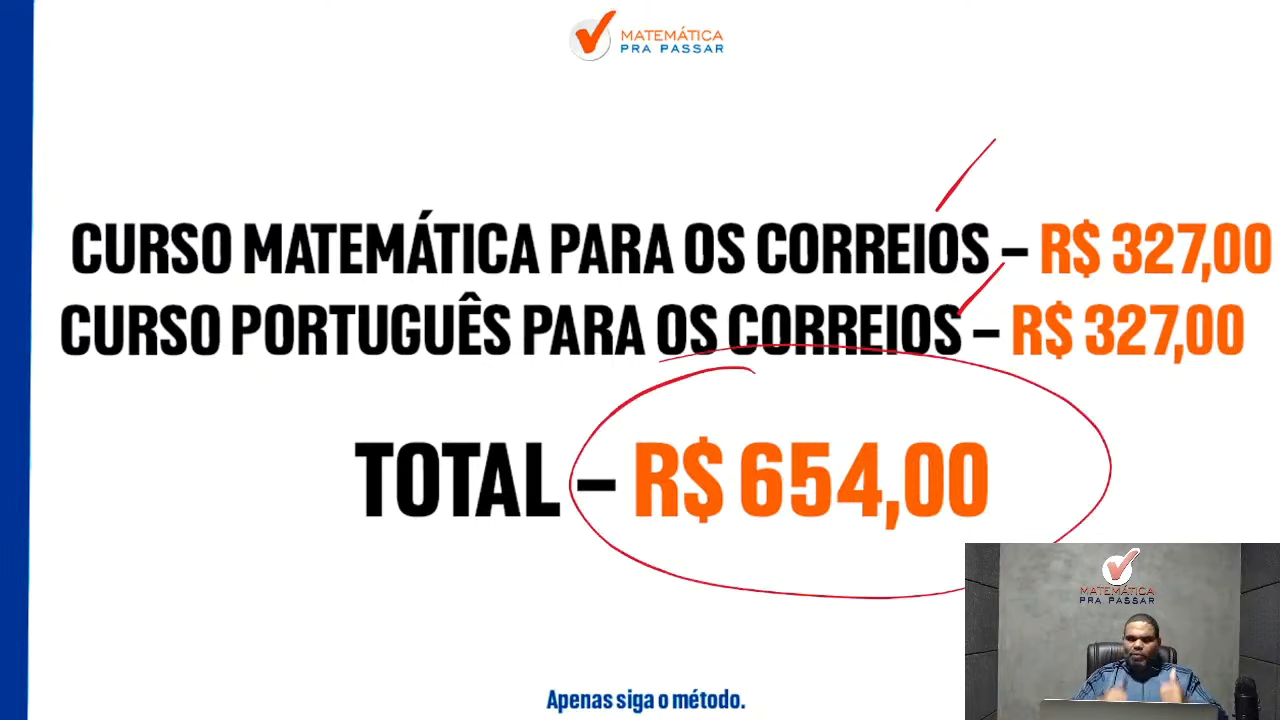 MATEMÁTICA
PRA PASSAR
CURSO MATEMÁTICA PARA OS CORREIOS – R$ 327,00
CURSO PORTUGUÊS PARA OS CORREIOS – R$ 327,00
TOTAL – R$ 654,00
MATEMÁTICA
PRA PASSAR
Apenas siga o método.